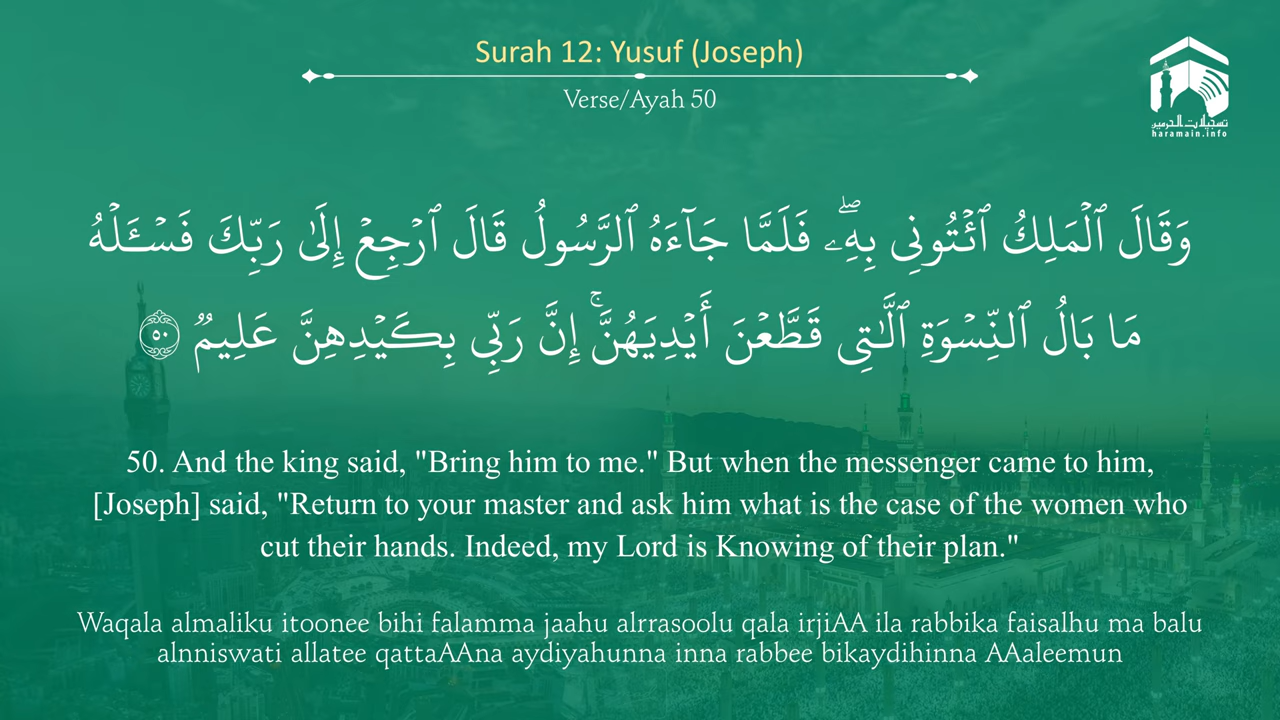 Surah 12: Yusuf (Joseph)
Verse/Ayah 50
تسجيلات الحرمين
haramain.info
وَقَالَ ٱلْمَلِكُ ٱئْتُونِى بِهِۦ ۖ فَلَمَّا جَآءَهُ ٱلرَّسُولُ قَالَ ٱرْجِعْ إِلَىٰ رَبِّكَ فَسْـَٔلْهُ
مَا بَالُ ٱلنِّسْوَةِ ٱلَّـٰتِى قَطَّعْنَ أَيْدِيَهُنَّ ۚ إِنَّ رَبِّى بِكَيْدِهِنَّ عَلِيمٌ ۝٥٠
50. And the king said, "Bring him to me." But when the messenger came to him,
[Joseph] said, "Return to your master and ask him what is the case of the women who
cut their hands. Indeed, my Lord is Knowing of their plan."
Waqala almaliku itoonee bihi falamma jaahu alrrasoolu qala irjiAA ila rabbika faisalhu ma balu
alnniswati allatee qattaAAna aydiyahunna inna rabbee bikaydihinna AAaleemun